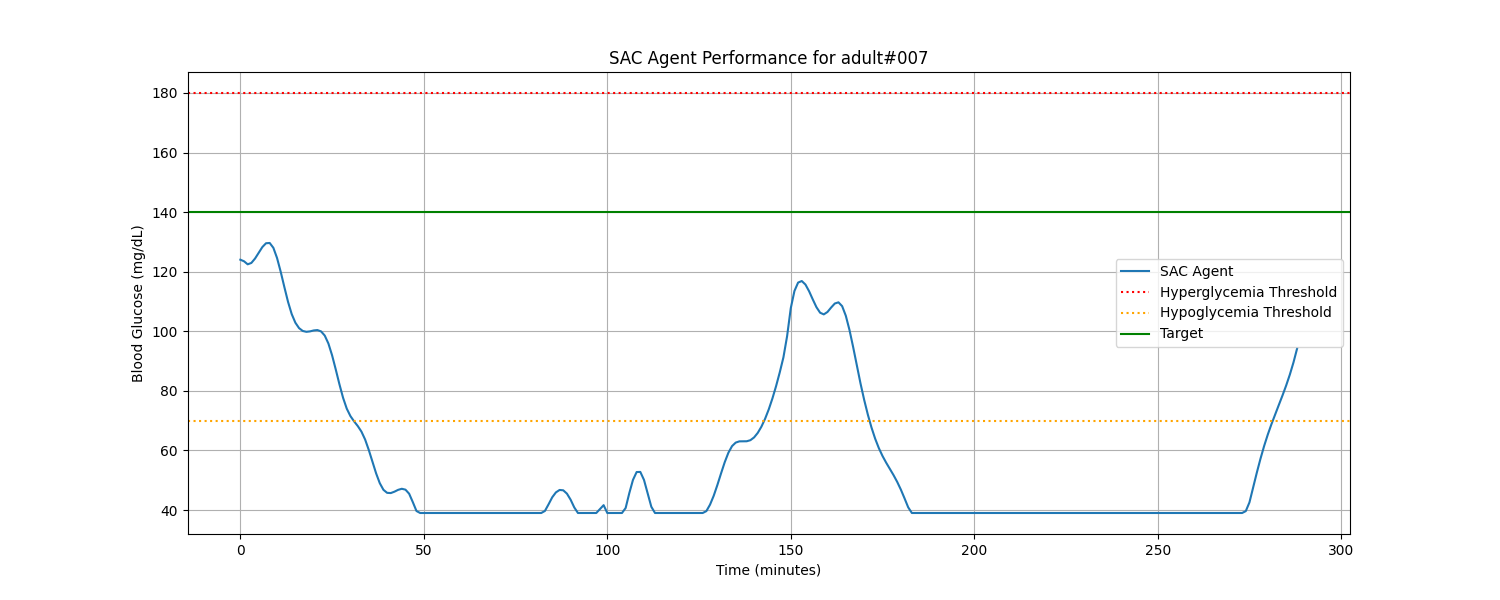 SAC Agent Performance for adult#007
Blood Glucose (mg/dL)
180
160
140
120
100
80
60
40
SAC Agent
Hyperglycemia Threshold
Hypoglycemia Threshold
Target
0 50 100 150 200 250 300
Time (minutes)